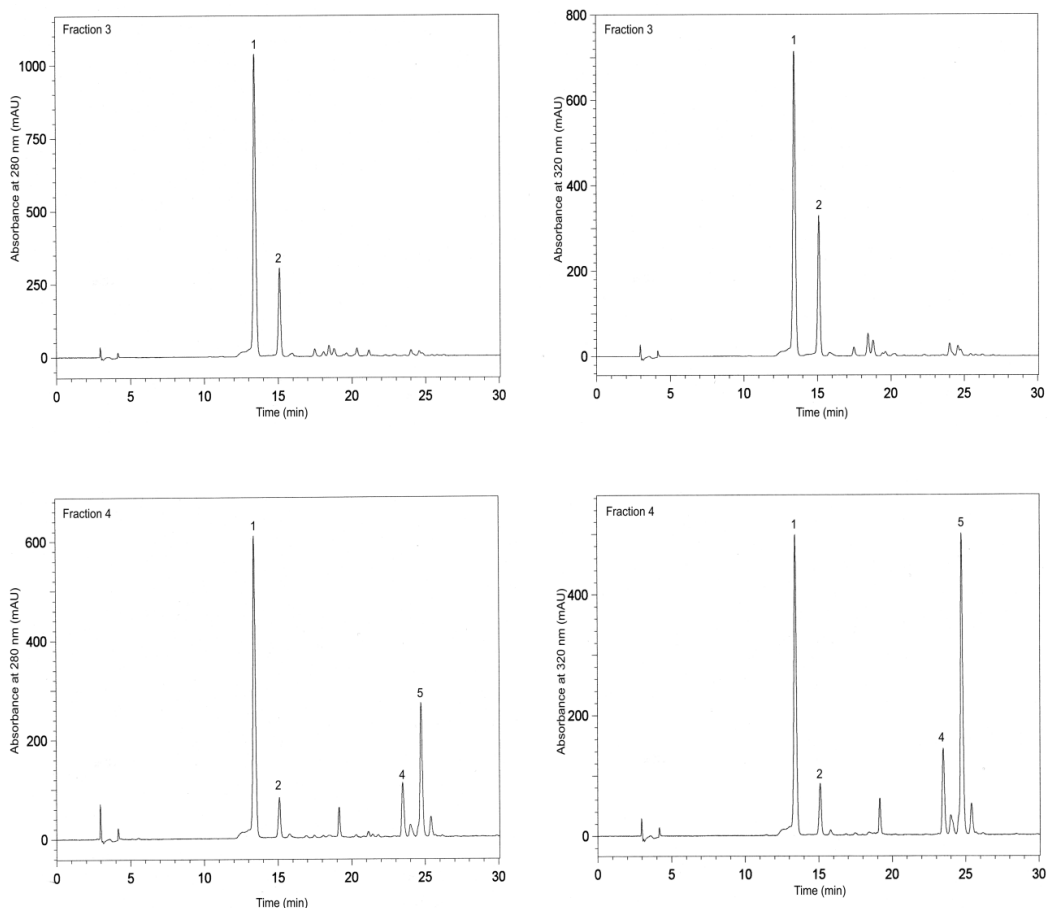 Fraction 3
Absorbance at 280 nm (mAU)
1000
750
500
250
0
1
2
0 5 10 15 20 25 30
Time (min)
Fraction 3
Absorbance at 320 nm (mAU)
800
600
400
200
0
1
2
0 5 10 15 20 25 30
Time (min)
Fraction 4
Absorbance at 280 nm (mAU)
600
400
200
0
1
2
4
5
0 5 10 15 20 25 30
Time (min)
Fraction 4
Absorbance at 320 nm (mAU)
400
200
0
1
2
4
5
0 5 10 15 20 25 30
Time (min)